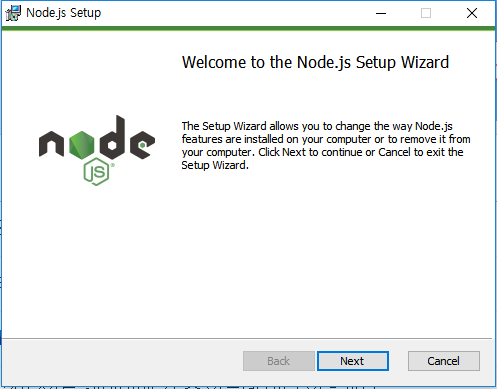 Node.js Setup
Welcome to the Node.js Setup Wizard
The Setup Wizard allows you to change the way Node.js
features are installed on your computer or to remove it from
your computer. Click Next to continue or Cancel to exit the
Setup Wizard.
node
JS
Back
Next
Cancel